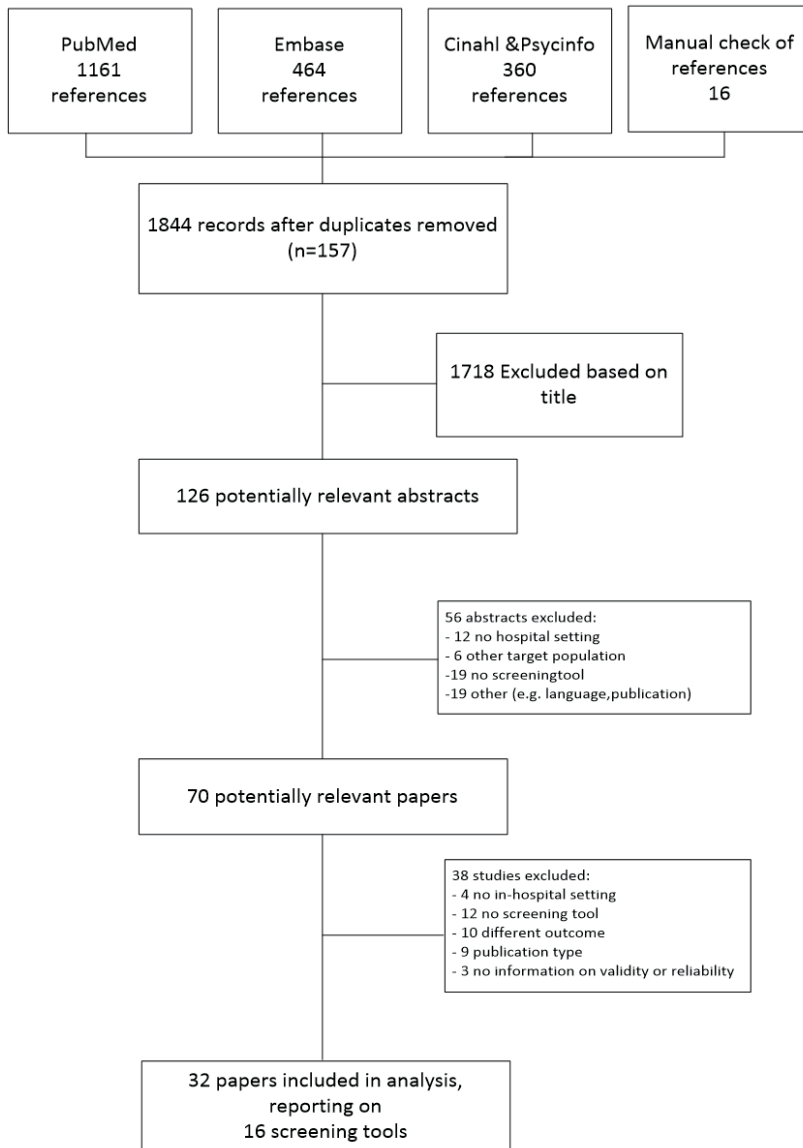 PubMed
1161
references
Embase
464
references
Cinahl &Psycinfo
360
references
Manual check of
references
16
1844 records after duplicates removed
(n=157)
1718 Excluded based on
title
126 potentially relevant abstracts
56 abstracts excluded:
- 12 no hospital setting
- 6 other target population
-19 no screeningtool
-19 other (e.g. language,publication)
70 potentially relevant papers
38 studies excluded:
- 4 no in-hospital setting
- 12 no screening tool
- 10 different outcome
- 9 publication type
- 3 no information on validity or reliability
32 papers included in analysis,
reporting on
16 screening tools